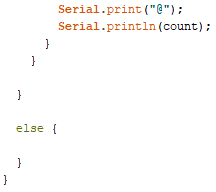 Serial.print("@");
Serial.println(count);
}
}
}
else {
}
}